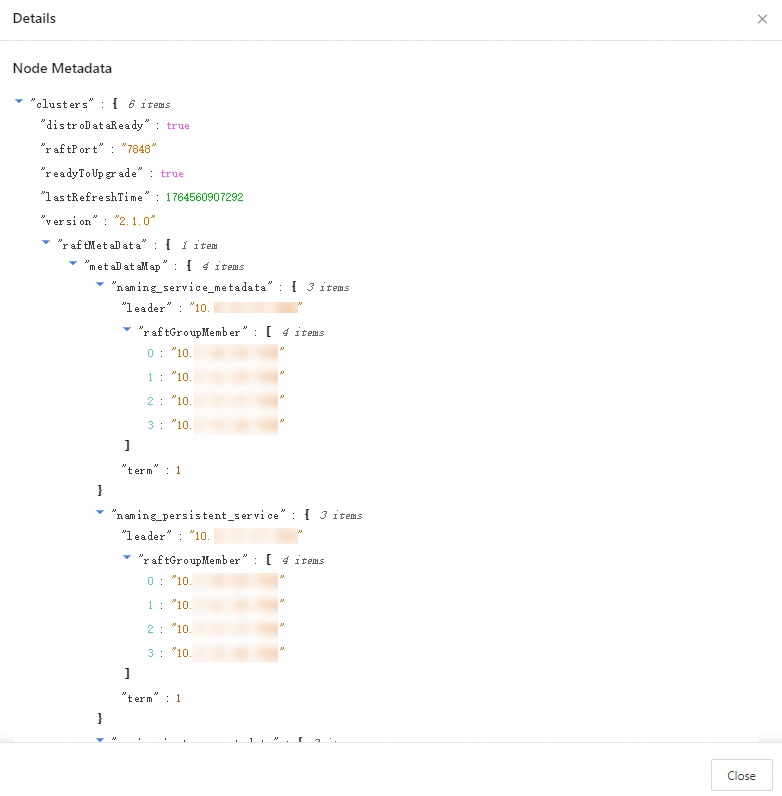 Details
Node Metadata
"clusters" : { 6 items
"distroDataReady" : true
"raftPort" : "7848"
"readyToUpgrade" : true
"lastRefreshTime" : 1764560907292
"version" : "2.1.0"
"raftMetaData" : { 1 item
"metaDataMap" : { 4 items
"naming_service_metadata" : { 3 items
"leader" : "10. "
"raftGroupMember" : [ 4 items
0 : "10. "
1 : "10. "
2 : "10. "
3 : "10. "
]
"term" : 1
}
"naming_persistent_service" : { 3 items
"leader" : "10. "
"raftGroupMember" : [ 4 items
0 : "10. "
1 : "10. "
2 : "10. "
3 : "10. "
]
"term" : 1
}
Close